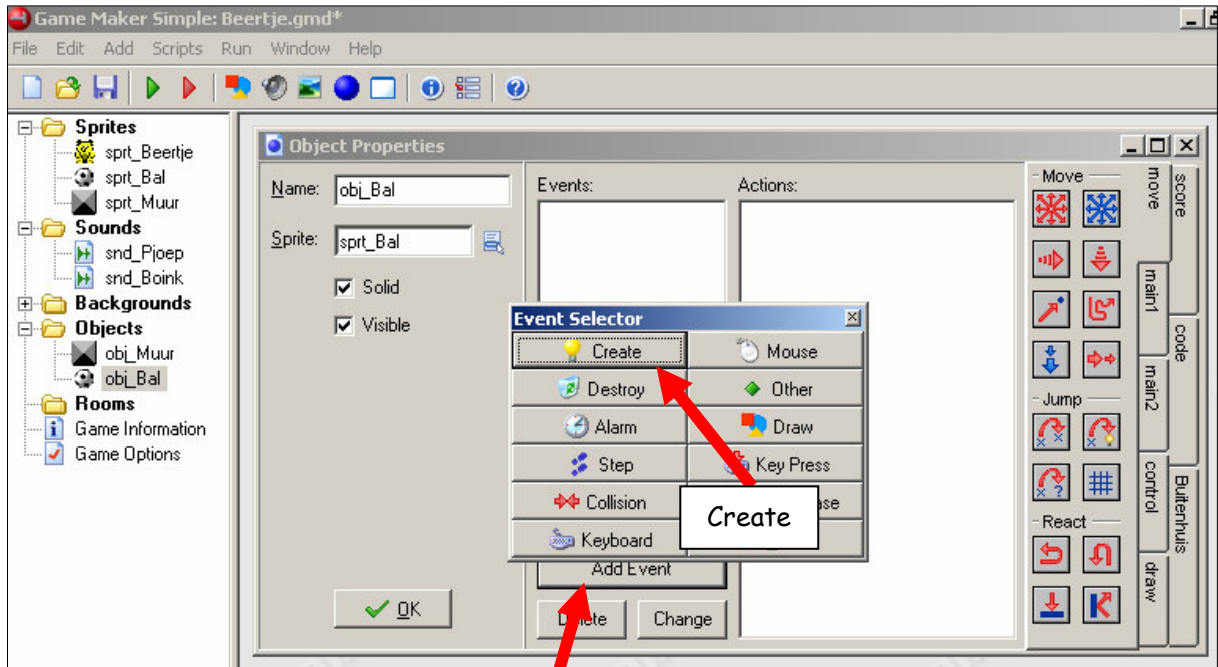 Game Maker Simple: Beertje.gmd*
File Edit Add Scripts Run Window Help
Sprites
sprt_Beertje
sprt_Bal
sprt_Muur
Sounds
snd_Pjoep
snd_Boink
Backgrounds
Objects
obj_Muur
obj_Bal
Rooms
Game Information
Game Options
Object Properties
Name: obj_Bal
Sprite: sprt_Bal
Solid
Visible
OK
Events:
Actions:
Event Selector
Create Mouse
Destroy Other
Alarm Draw
Step Key Press
Collision
Keyboard
Create
Add Event
Change
Move
Jump
React
move
score
main1
code
main2
control
Buitenhuis
draw